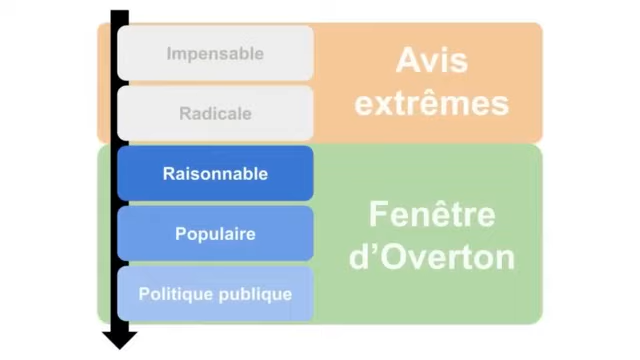 Impensable
Radicale
Avis
extrêmes
Raisonnable
Populaire
Politique publique
Fenêtre
d'Overton